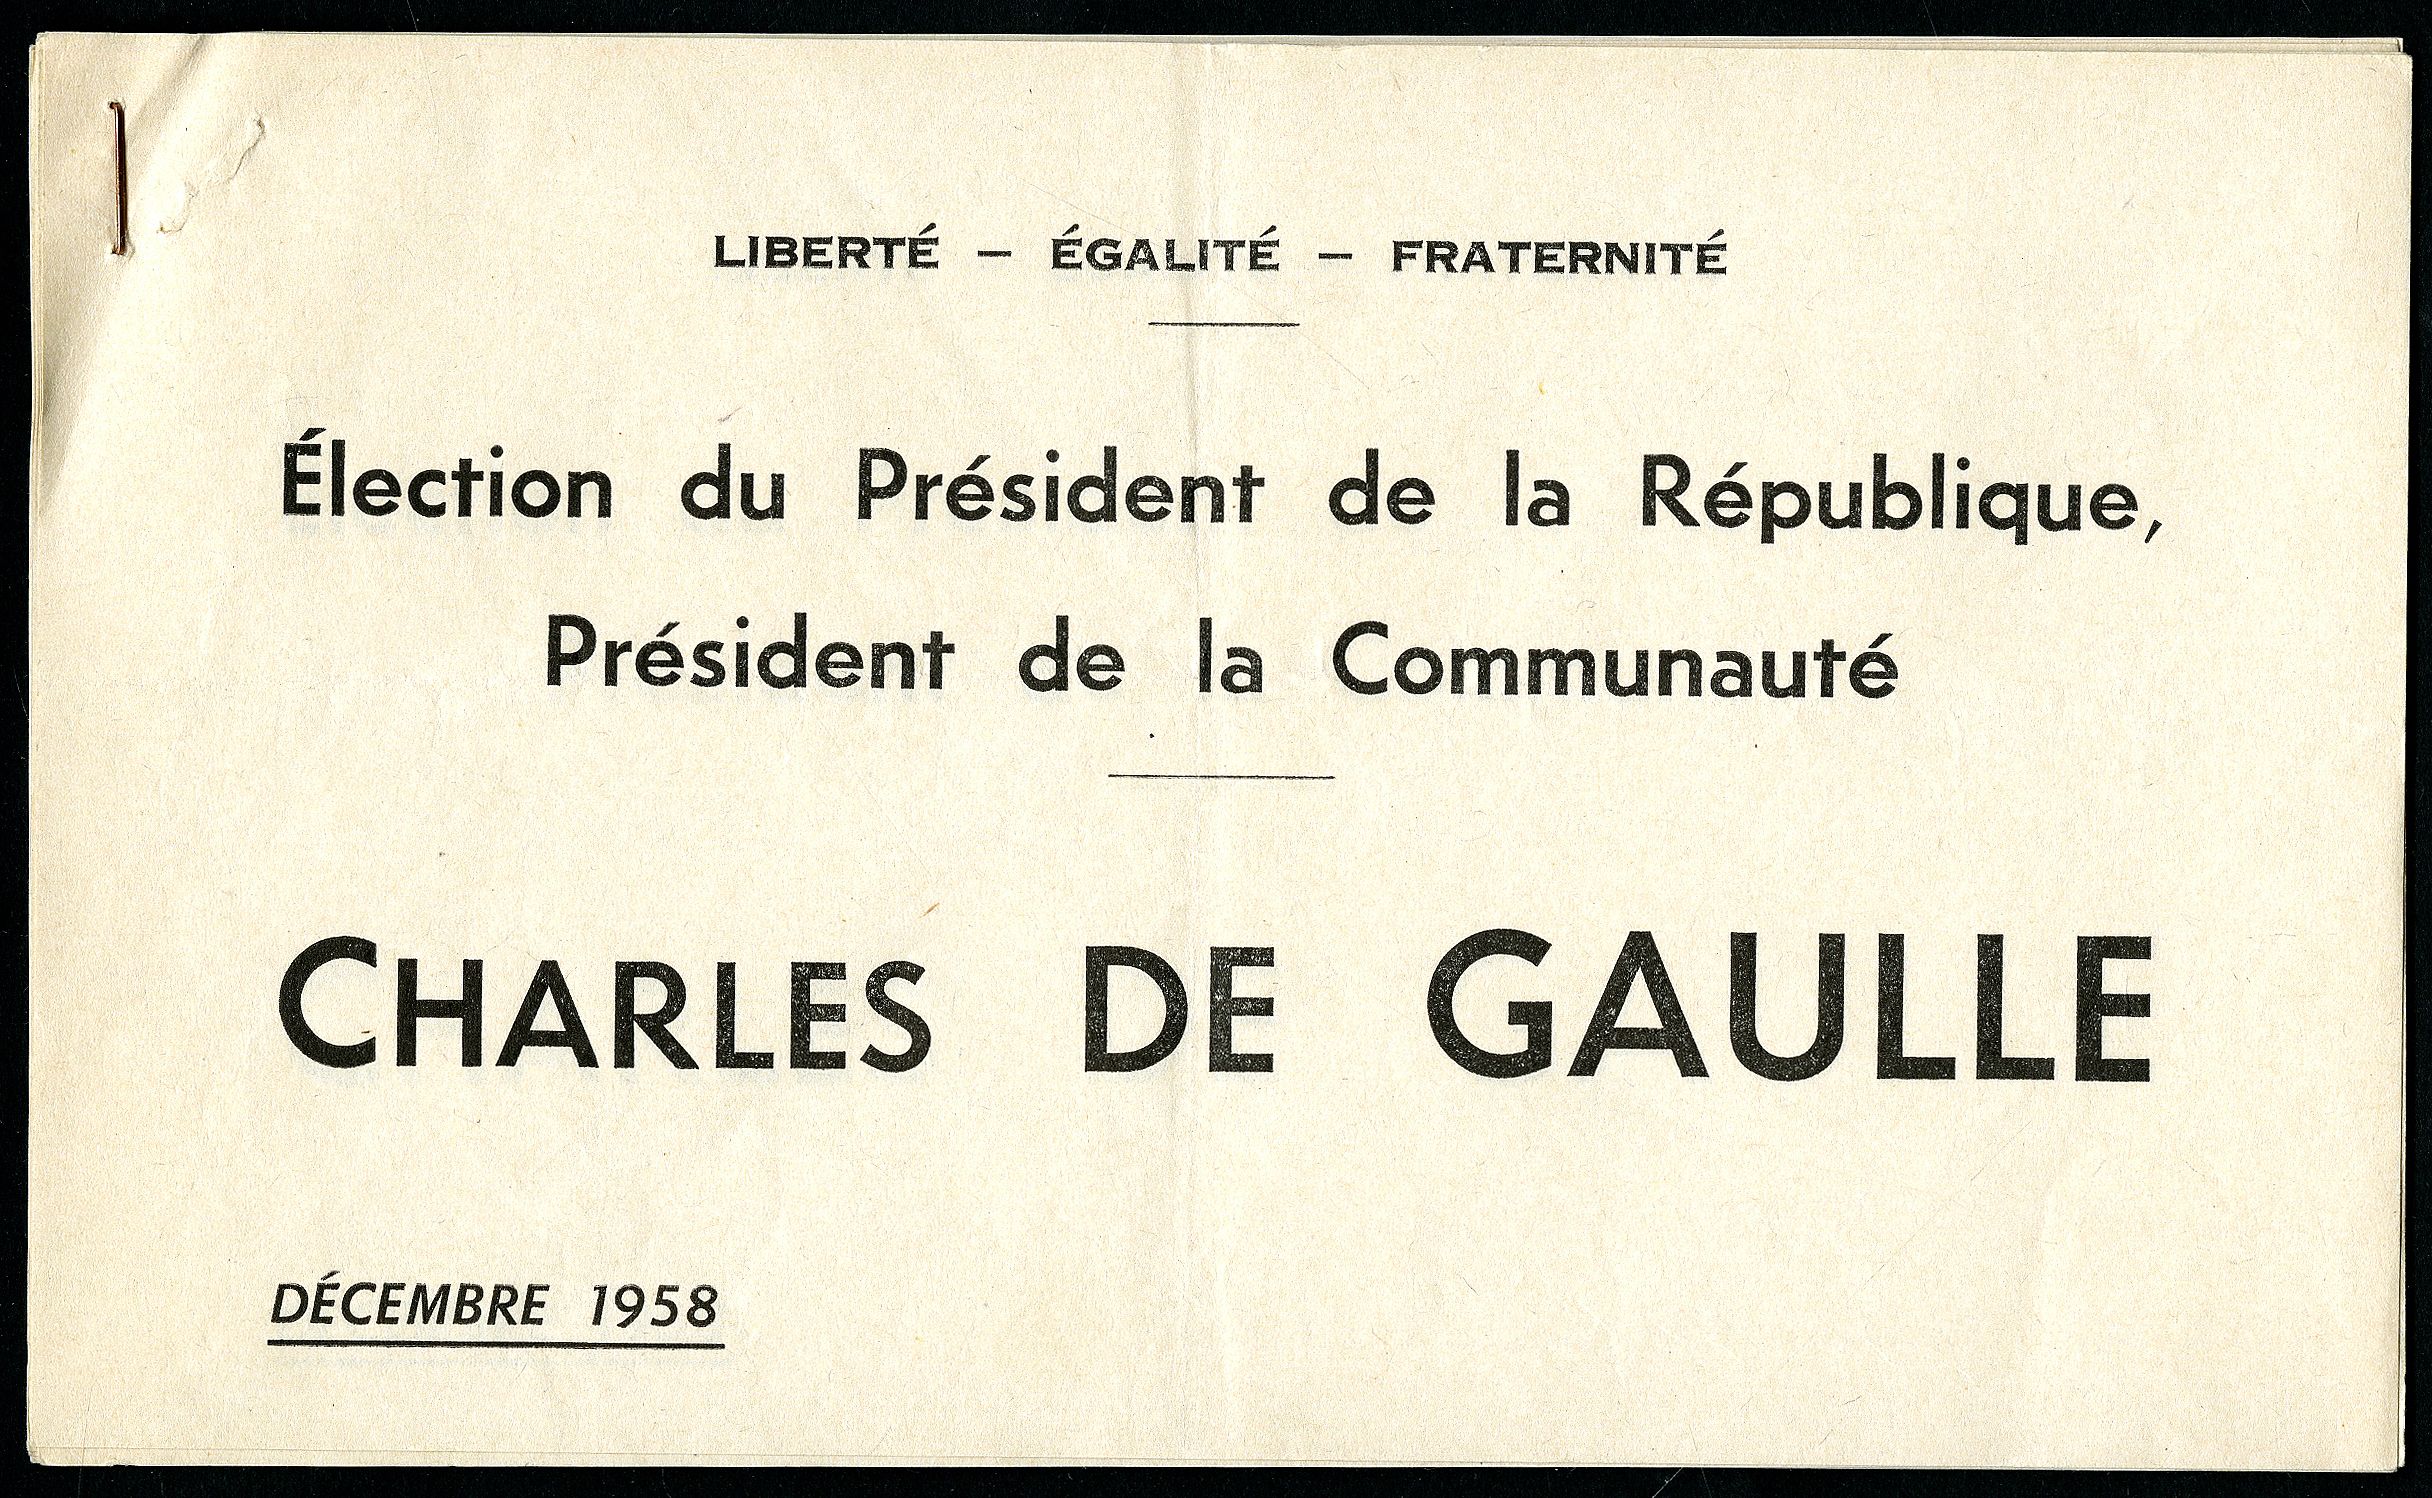 LIBERTÉ – ÉGALITÉ – FRATERNITÉ
Élection du Président de la République,
Président de la Communauté
CHARLES DE GAULLE
DÉCEMBRE 1958